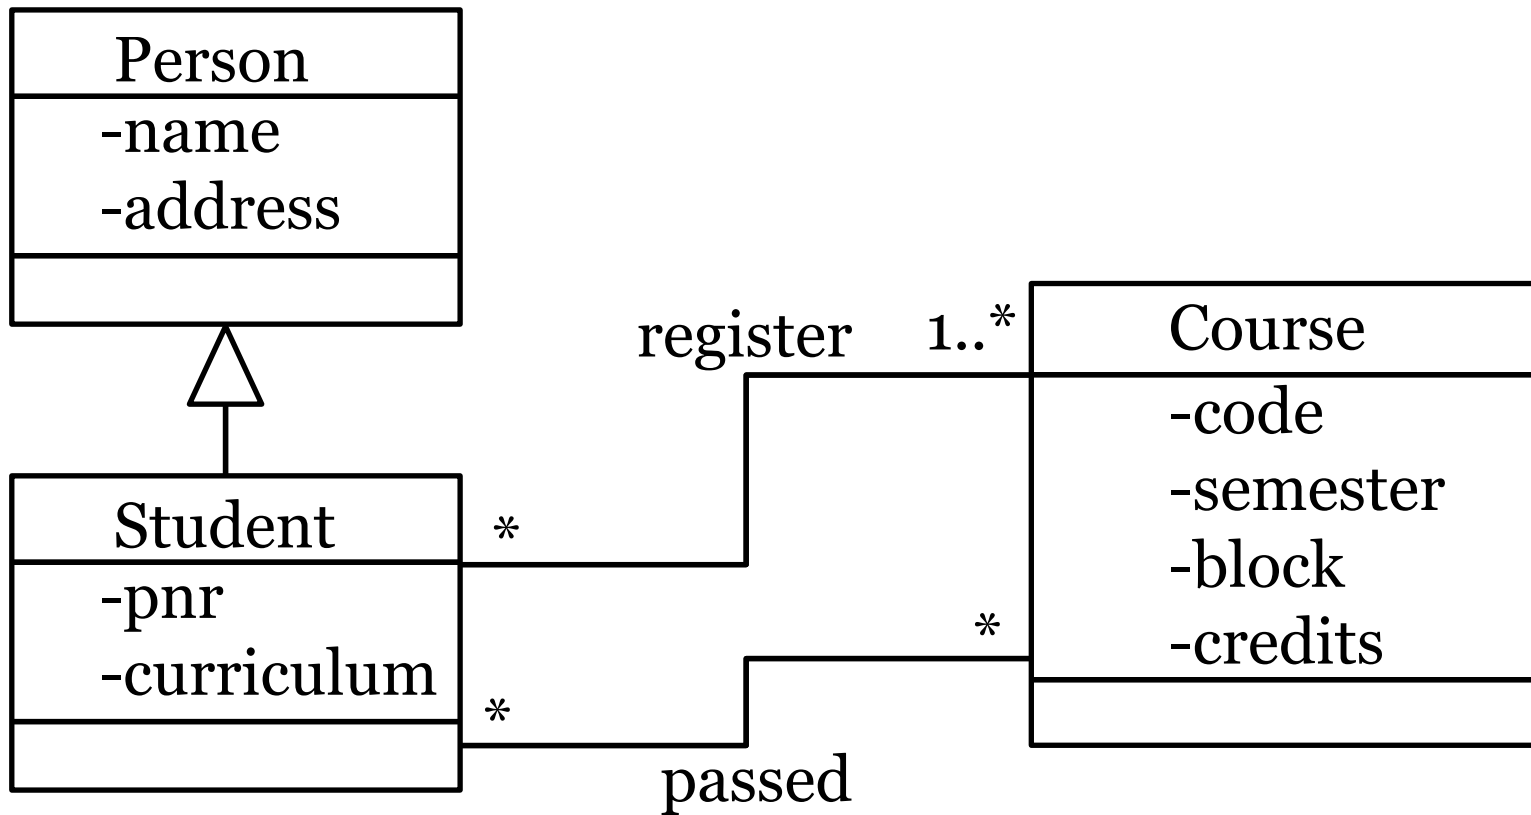 Person
-name
-address
register
1..*
Course
-code
-semester
-block
-credits
Student
-pnr
-curriculum
*
*
*
passed